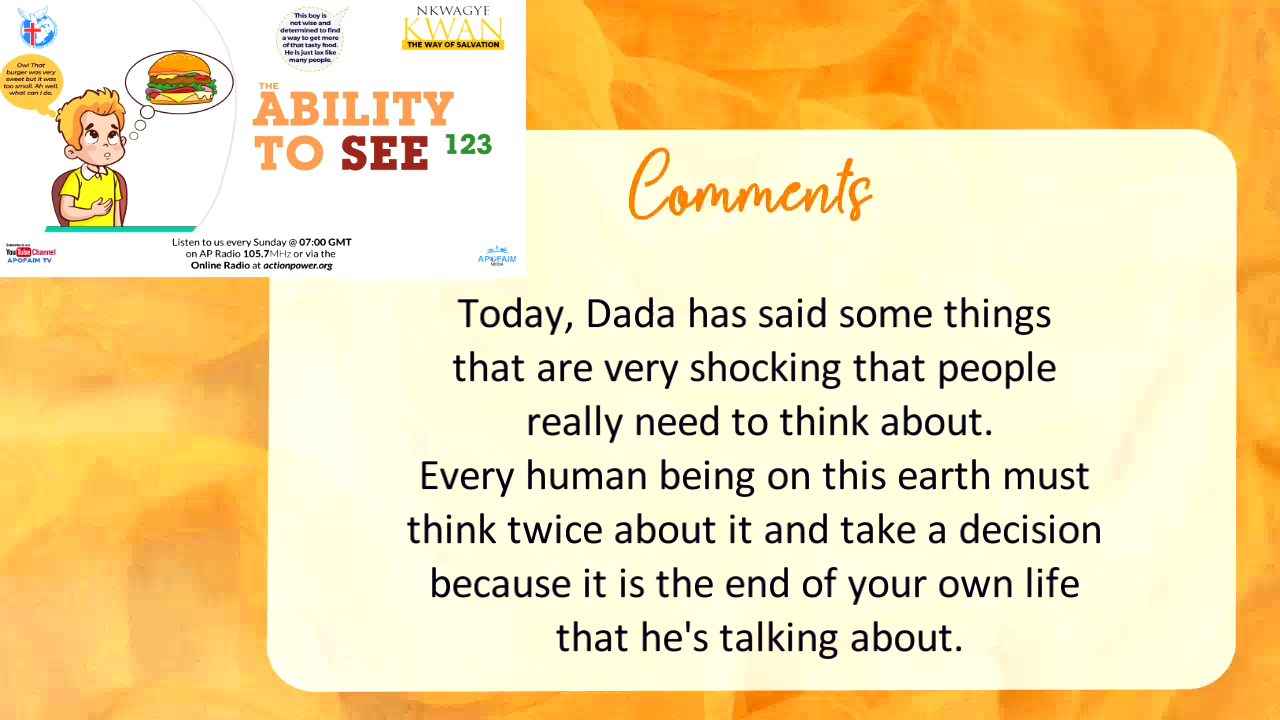 Ow! That
burger was very
sweet but it was
too small. Ah well,
what can I do.
This boy is
not wise and
determined to find
a way to get more
of that tasty food.
He is just lax like
many people.
NKWAGYE
KWAN
THE WAY OF SALVATION
THE
ABILITY
TO SEE 123
Listen to us every Sunday @ 07:00 GMT
on AP Radio 105.7MHz or via the
Online Radio at actionpower.org
Subscribe to our
YouTube Channel
APOFAIM TV
APOFAIM
MEDIA
Comments
Today, Dada has said some things
that are very shocking that people
really need to think about.
Every human being on this earth must
think twice about it and take a decision
because it is the end of your own life
that he's talking about.